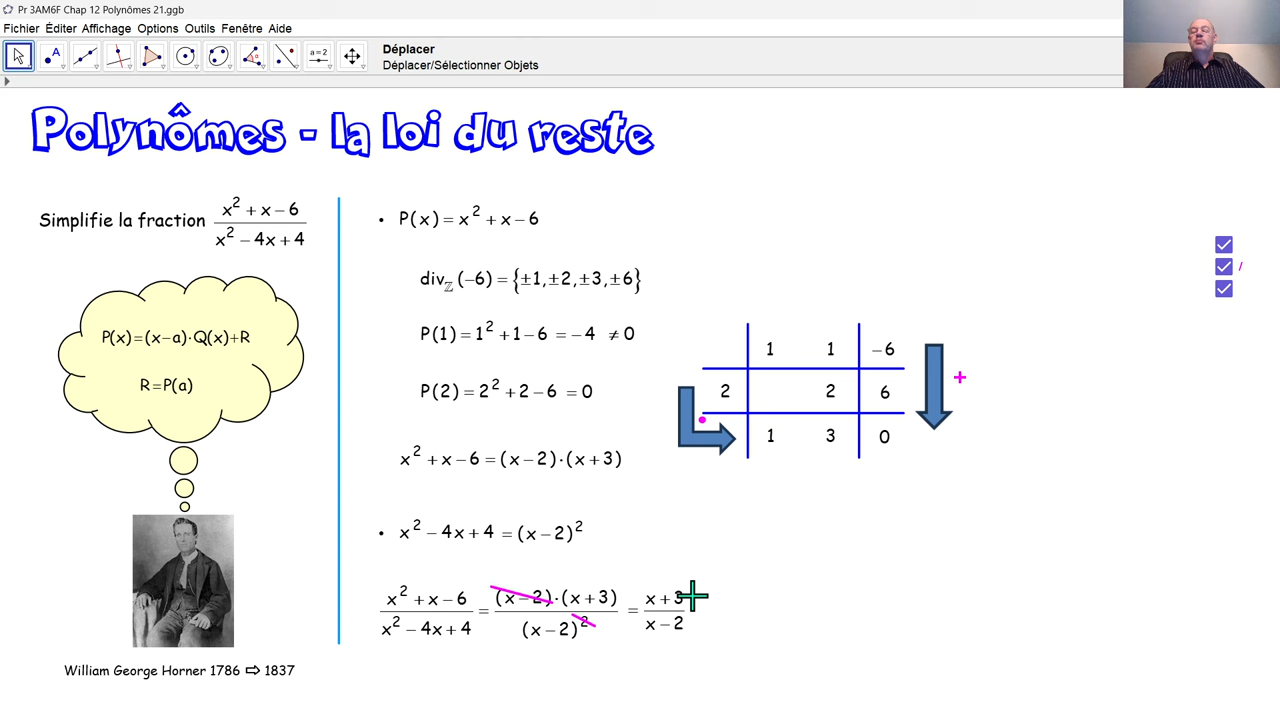 Pr 3AM6F Chap 12 Polynômes 21.ggb
Fichier Éditer Affichage Options Outils Fenêtre Aide
A
a=2
Déplacer
Déplacer/Sélectionner Objets
Polynômes - la loi du reste
Simplifie la fraction (x² + x − 6)/(x² − 4x + 4)
P(x)=(x−a)·Q(x)+R
R=P(a)
William George Horner 1786 ⇨ 1837
• P(x) = x² + x − 6
div_ℤ (−6) = {±1,±2,±3,±6}
P(1) = 1² + 1 − 6 = −4 ≠ 0
P(2) = 2² + 2 − 6 = 0
x² + x − 6 = (x − 2)·(x + 3)
• x² − 4x + 4 = (x − 2)²
(x² + x − 6)/(x² − 4x + 4) = ((x − 2)·(x + 3))/((x − 2)²) = (x + 3)/(x − 2)
1 1 −6
2 2 6
1 3 0
+